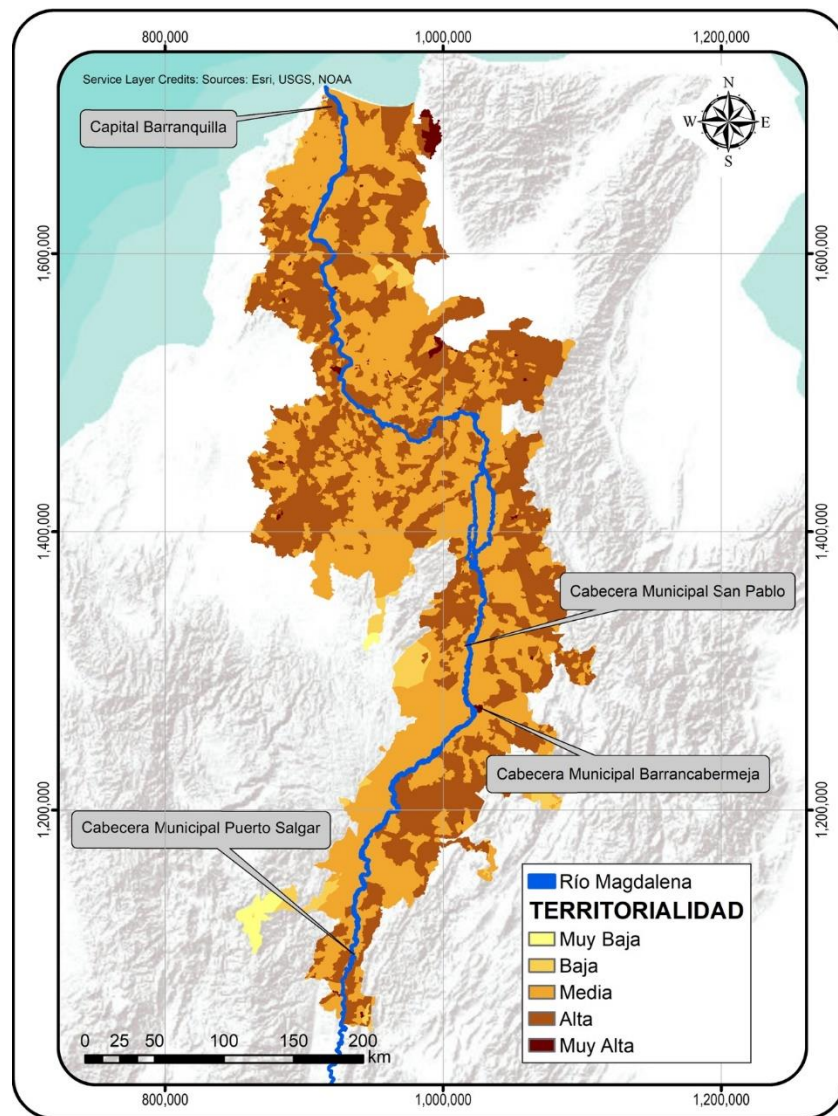 800,000
1,000,000
1,200,000
Service Layer Credits: Sources: Esri, USGS, NOAA
Capital Barranquilla
N
W E
S
1,600,000
1,600,000
1,400,000
1,400,000
Cabecera Municipal San Pablo
Cabecera Municipal Barrancabermeja
1,200,000
1,200,000
Cabecera Municipal Puerto Salgar
Río Magdalena
TERRITORIALIDAD
Muy Baja
Baja
Media
Alta
Muy Alta
0 25 50 100 150 200
km
800,000
1,000,000
1,200,000